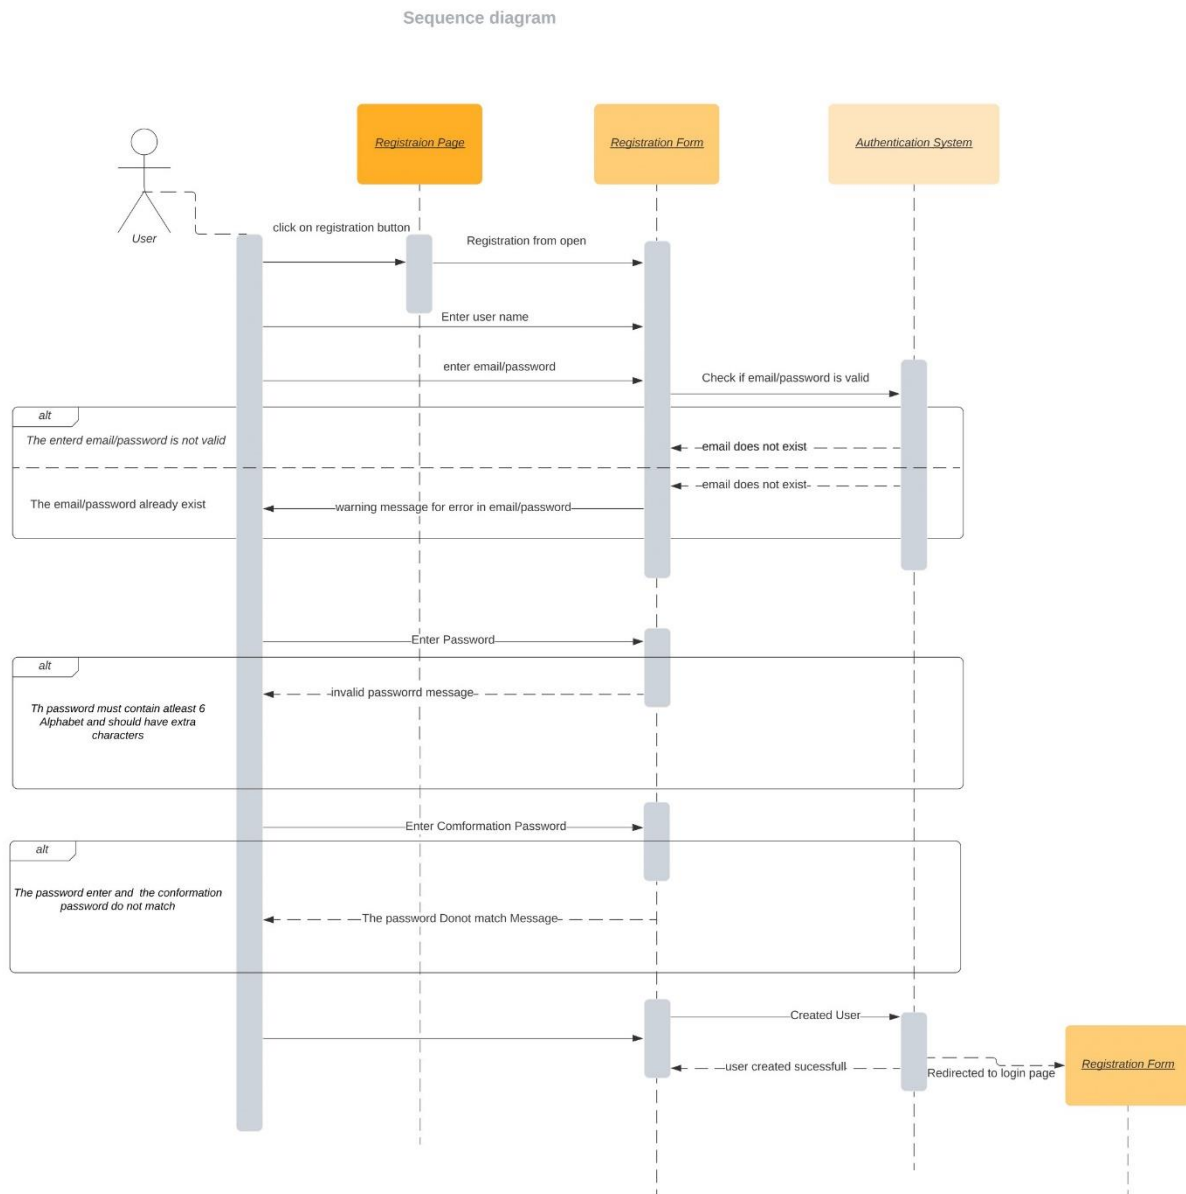 Sequence diagram
Registraion Page
Registration Form
Authentication System
User
click on registration button
Registration from open
Enter user name
enter email/password
Check if email/password is valid
alt
The enterd email/password is not valid
email does not exist
email does not exist
The email/password already exist
warning message for error in email/password
Enter Password
alt
invalid passworrd message
Th password must contain atleast 6
Alphabet and should have extra
characters
Enter Comformation Password
alt
The password enter and the conformation
password do not match
The password Donot match Message
Created User
user created sucessfull
Redirected to login page
Registration Form